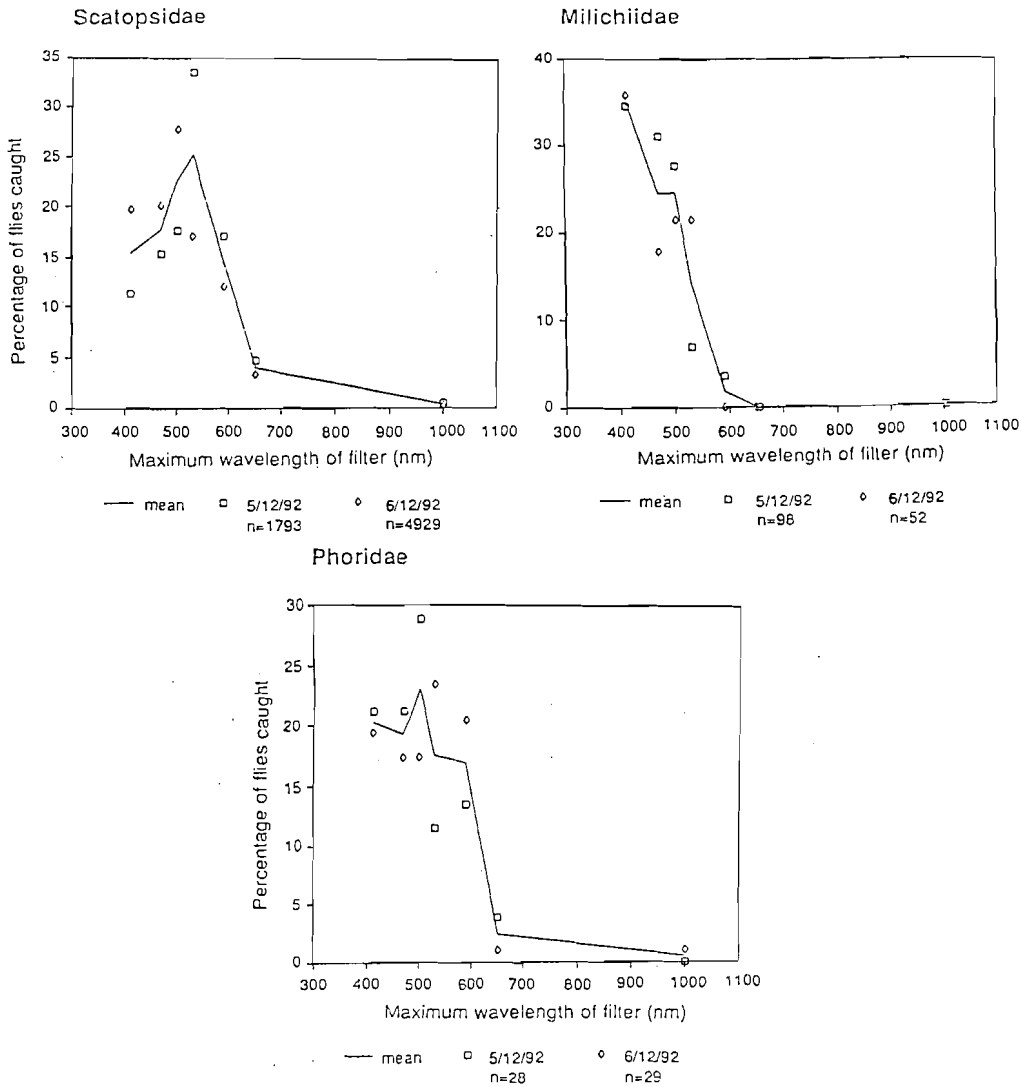 Scatopsidae
Percentage of flies caught
35
30
25
20
15
10
5
0
300 400 500 600 700 800 900 1000 1100
Maximum wavelength of filter (nm)
mean 5/12/92 6/12/92
n=1793 n=4929
Milichiidae
40
30
20
10
0
300 400 500 600 700 800 900 1000 1100
Maximum wavelength of filter (nm)
mean 5/12/92 6/12/92
n=98 n=52
Phoridae
Percentage of flies caught
30
25
20
15
10
5
0
300 400 500 600 700 800 900 1000 1100
Maximum wavelength of filter (nm)
mean 5/12/92 6/12/92
n=28 n=29